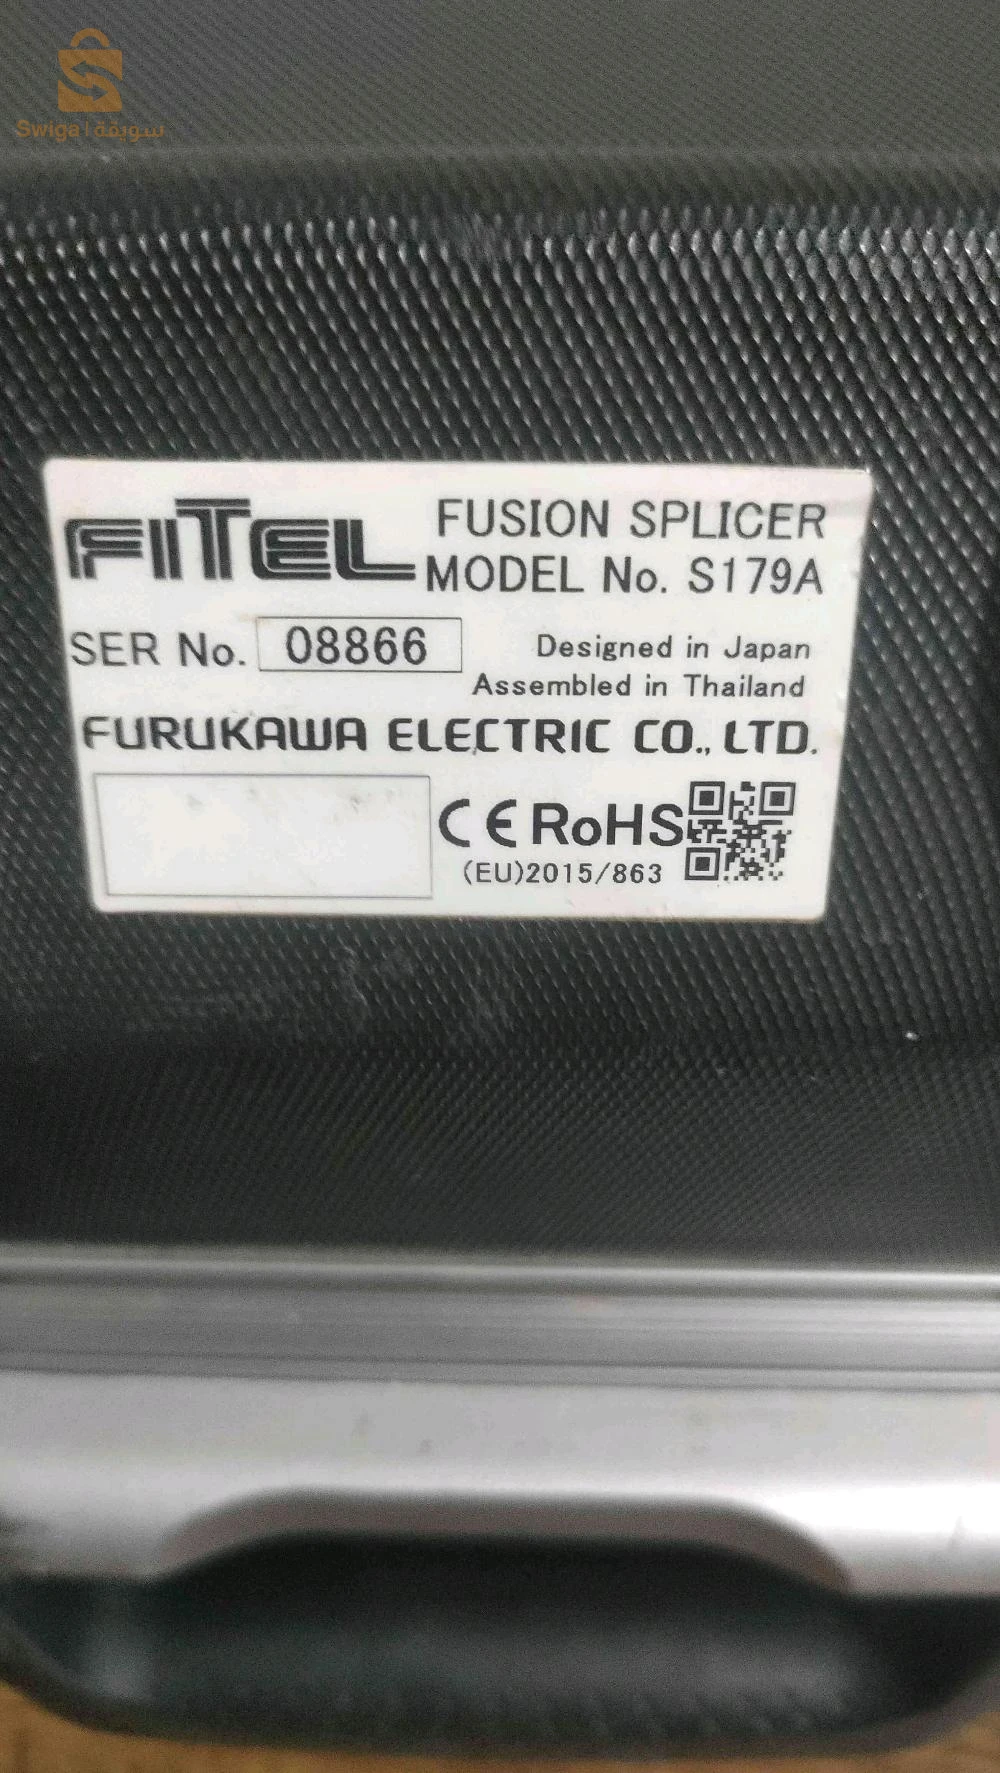 Swiqa | سويقة
FITEL
FUSION SPLICER
MODEL No. S179A
SER No. 08866
Designed in Japan
Assembled in Thailand
FURUKAWA ELECTRIC CO., LTD.
CE RoHS
(EU)2015/863